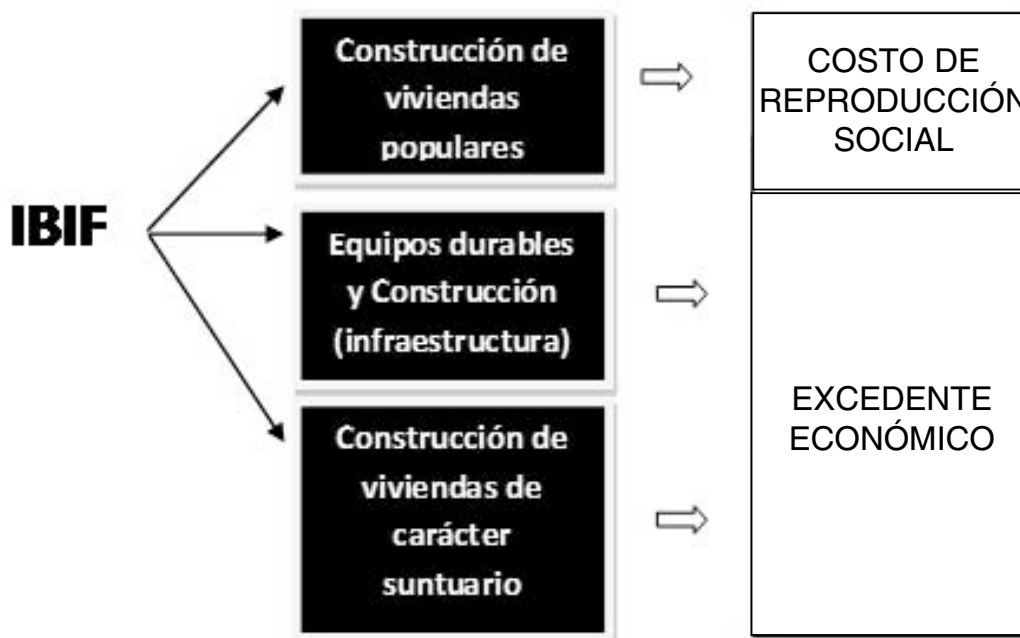 IBIF
Construcción de
viviendas
populares
COSTO DE
REPRODUCCIÓN
SOCIAL
Equipos durables
y Construcción
(infraestructura)
Construcción de
viviendas de
carácter
suntuario
EXCEDENTE
ECONÓMICO